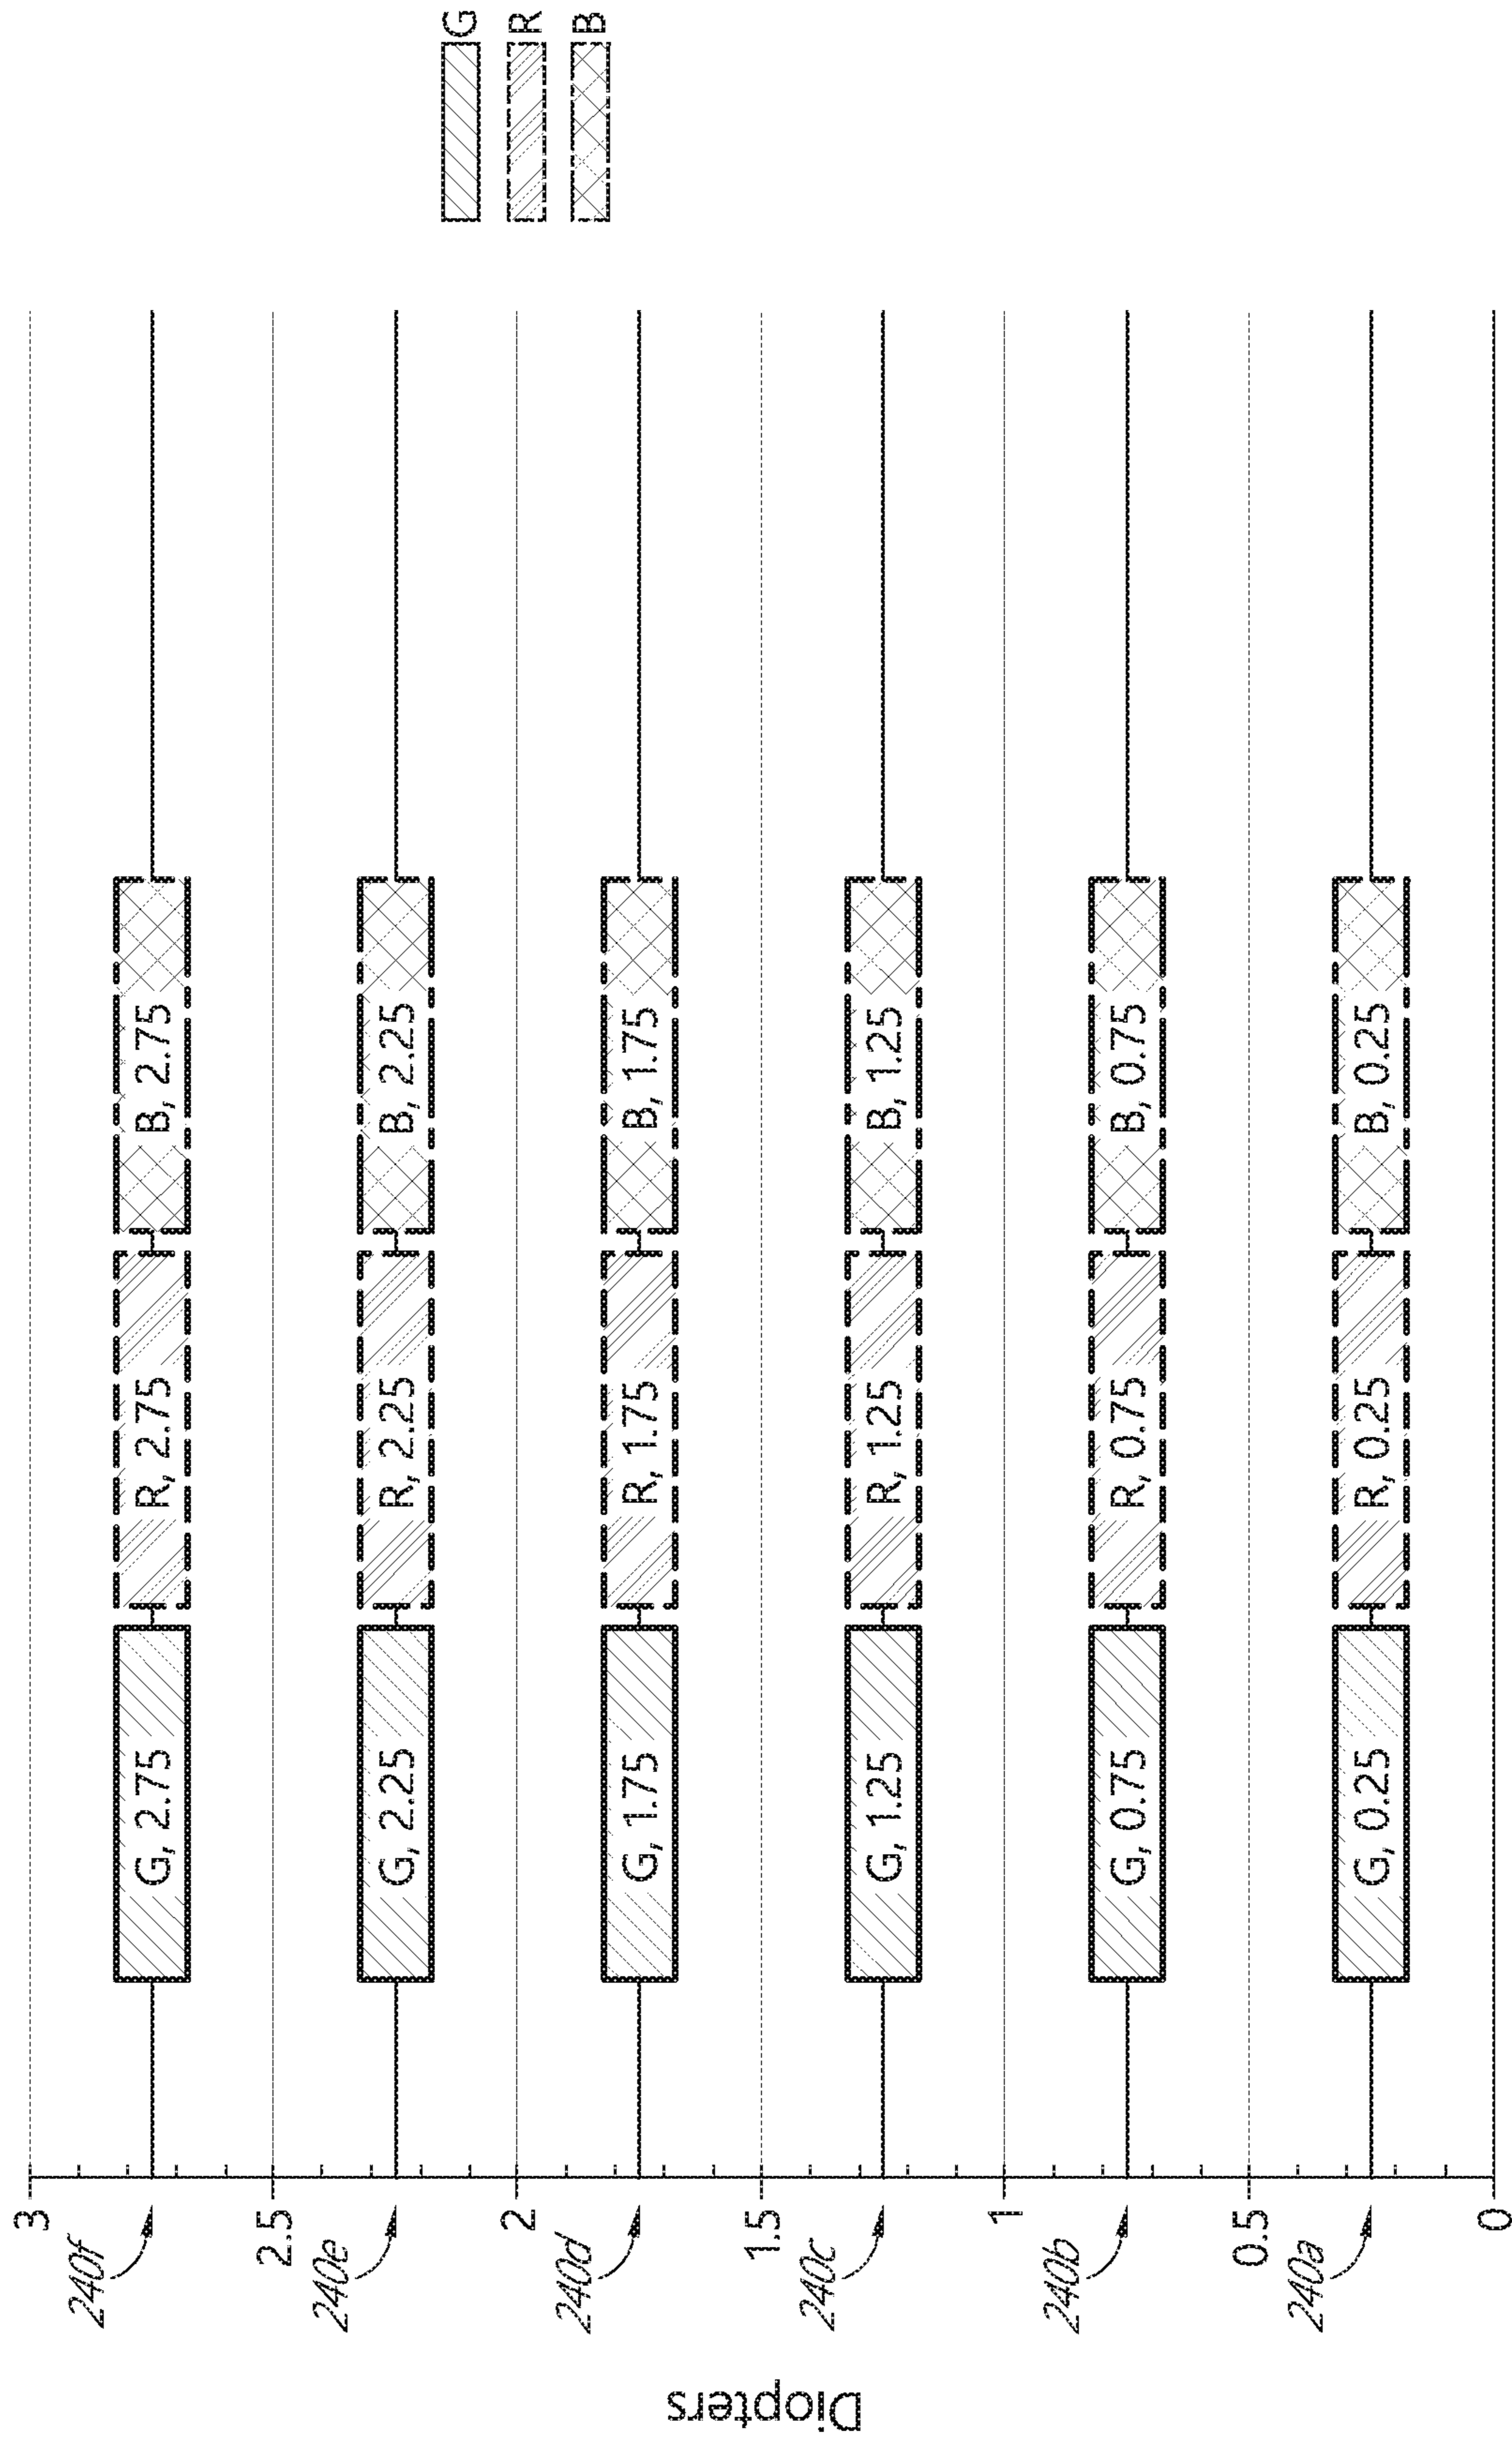 Diopters
3
240f
G, 2.75 R, 2.75 B, 2.75
2.5
240e
G, 2.25 R, 2.25 B, 2.25
2
240d
G, 1.75 R, 1.75 B, 1.75
1.5
240c
G, 1.25 R, 1.25 B, 1.25
1
240b
G, 0.75 R, 0.75 B, 0.75
0.5
240a
G, 0.25 R, 0.25 B, 0.25
0
G
R
B